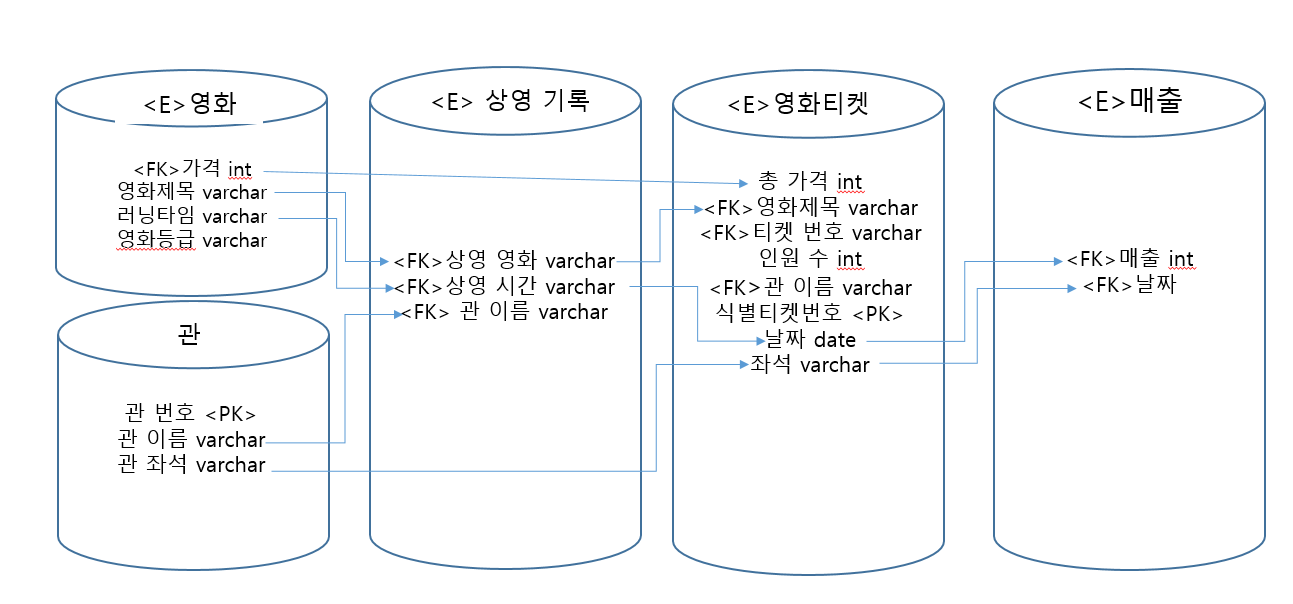 <E>영화
<FK>가격 int
영화제목 varchar
러닝타임 varchar
영화등급 varchar
관
관 번호 <PK>
관 이름 varchar
관 좌석 varchar
<E> 상영 기록
<FK>상영 영화 varchar
<FK>상영 시간 varchar
<FK> 관 이름 varchar
<E>영화티켓
총 가격 int
<FK>영화제목 varchar
<FK>티켓 번호 varchar
인원 수 int
<FK>관 이름 varchar
식별티켓번호 <PK>
날짜 date
좌석 varchar
<E>매출
<FK>매출 int
<FK>날짜